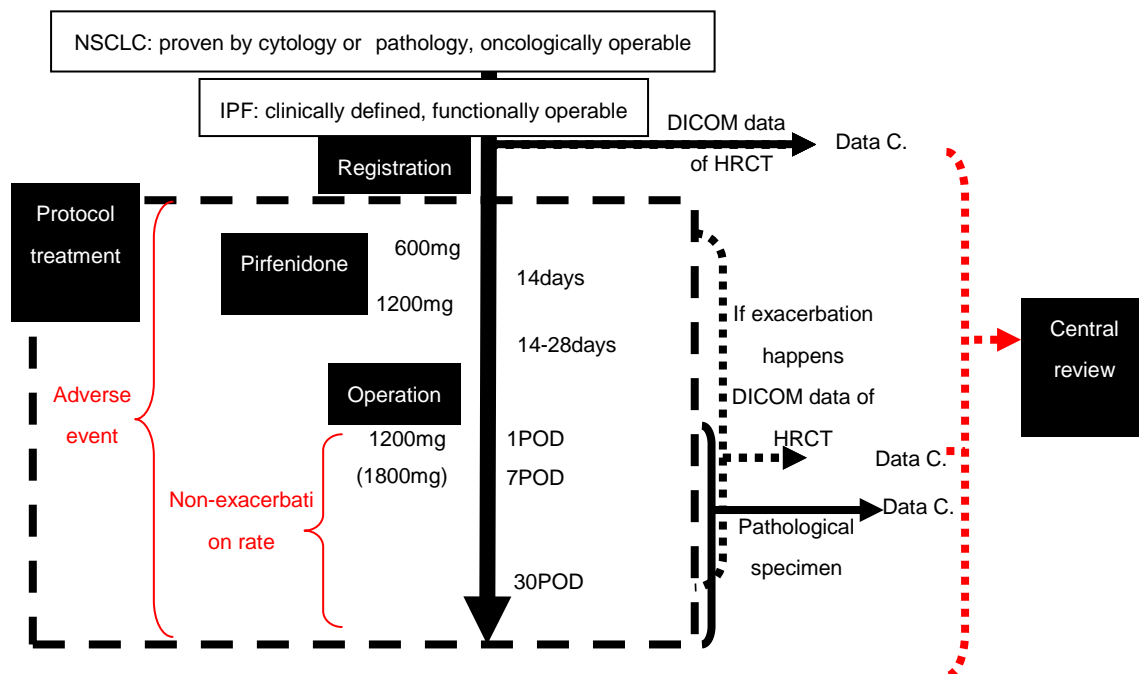 NSCLC: proven by cytology or pathology, oncologically operable
IPF: clinically defined, functionally operable
DICOM data
of HRCT
Data C.
Registration
Protocol
treatment
Pirfenidone
600mg
14days
1200mg
14-28days
If exacerbation
happens
DICOM data of
HRCT
Data C.
Central
review
Adverse
event
Operation
1200mg
1POD
(1800mg)
7POD
Non-exacerbati
on rate
Data C.
Pathological
specimen
30POD